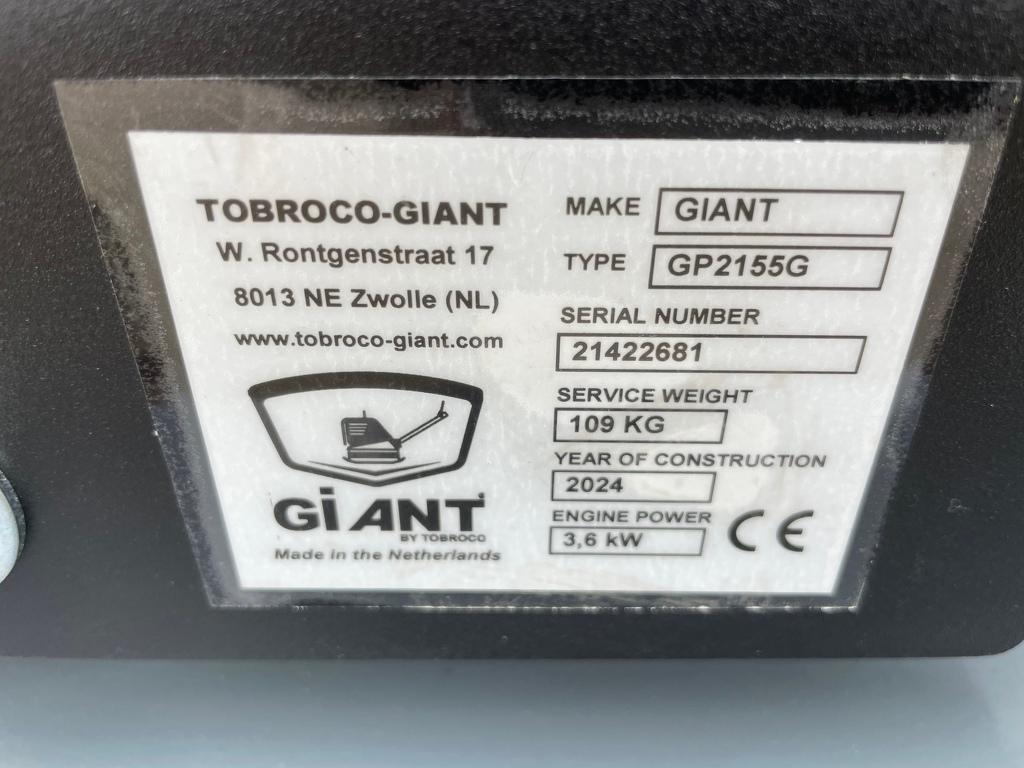 TOBROCO-GIANT
W. Rontgenstraat 17
8013 NE Zwolle (NL)
www.tobroco-giant.com
GiANT
BY TOBROCO
Made in the Netherlands
MAKE GIANT
TYPE GP2155G
SERIAL NUMBER
21422681
SERVICE WEIGHT
109 KG
YEAR OF CONSTRUCTION
2024
ENGINE POWER
3,6 kW
CE